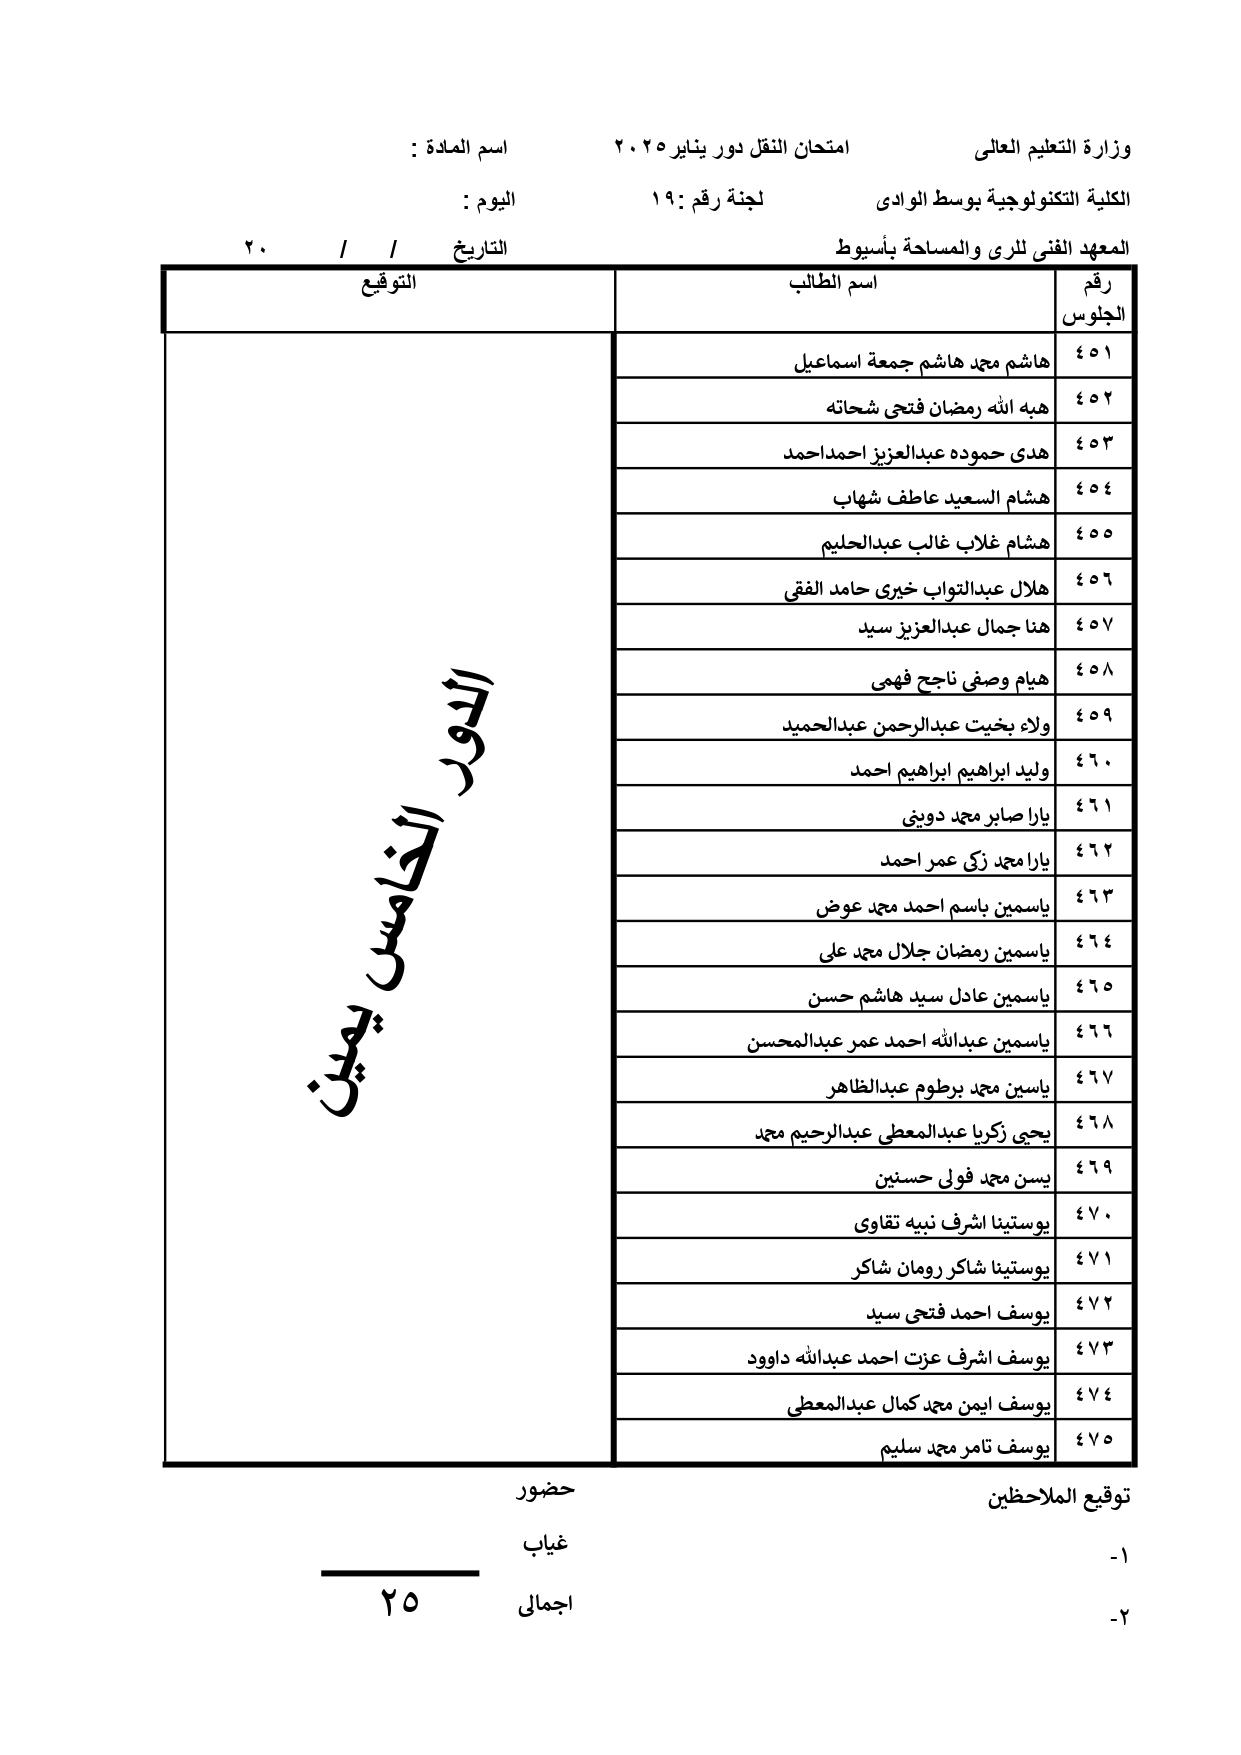 وزارة التعليم العالى امتحان النقل دور يناير ٢٠٢٥ اسم المادة :
الكلية التكنولوجية بوسط الوادى لجنة رقم :١٩ اليوم :
المعهد الفنى للرى والمساحة بأسيوط التاريخ / / ٢٠
رقم الجلوس اسم الطالب التوقيع
٤٥١ هاشم محمد هاشم جمعة اسماعيل
٤٥٢ هبه الله رمضان فتحى شحاته
٤٥٣ هدى حموده عبدالعزيز احمداحمد
٤٥٤ هشام السعيد عاطف شهاب
٤٥٥ هشام غلاب غالب عبدالحليم
٤٥٦ هلال عبدالتواب خيرى حامد الفقى
٤٥٧ هنا جمال عبدالعزيز سيد
٤٥٨ هيام وصفى ناجح فهمى
٤٥٩ ولاء بخيت عبدالرحمن عبدالحميد
٤٦٠ وليد ابراهيم ابراهيم احمد
٤٦١ يارا صابر محمد دوينى
٤٦٢ يارا محمد زكى عمر احمد
٤٦٣ ياسمين باسم احمد محمد عوض
٤٦٤ ياسمين رمضان جلال محمد على
٤٦٥ ياسمين عادل سيد هاشم حسن
٤٦٦ ياسمين عبدالله احمد عمر عبدالمحسن
٤٦٧ ياسين محمد برطوم عبدالظاهر
٤٦٨ يحيى زكريا عبدالمعطى عبدالرحيم محمد
٤٦٩ يسن محمد فولى حسنين
٤٧٠ يوستينا اشرف نبيه تقاوى
٤٧١ يوستينا شاكر رومان شاكر
٤٧٢ يوسف احمد فتحى سيد
٤٧٣ يوسف اشرف عزت احمد عبدالله داوود
٤٧٤ يوسف ايمن محمد كمال عبدالمعطى
٤٧٥ يوسف تامر محمد سليم
الدور الخامس يمين
توقيع الملاحظين حضور
١- غياب
٢- اجمالى ٢٥